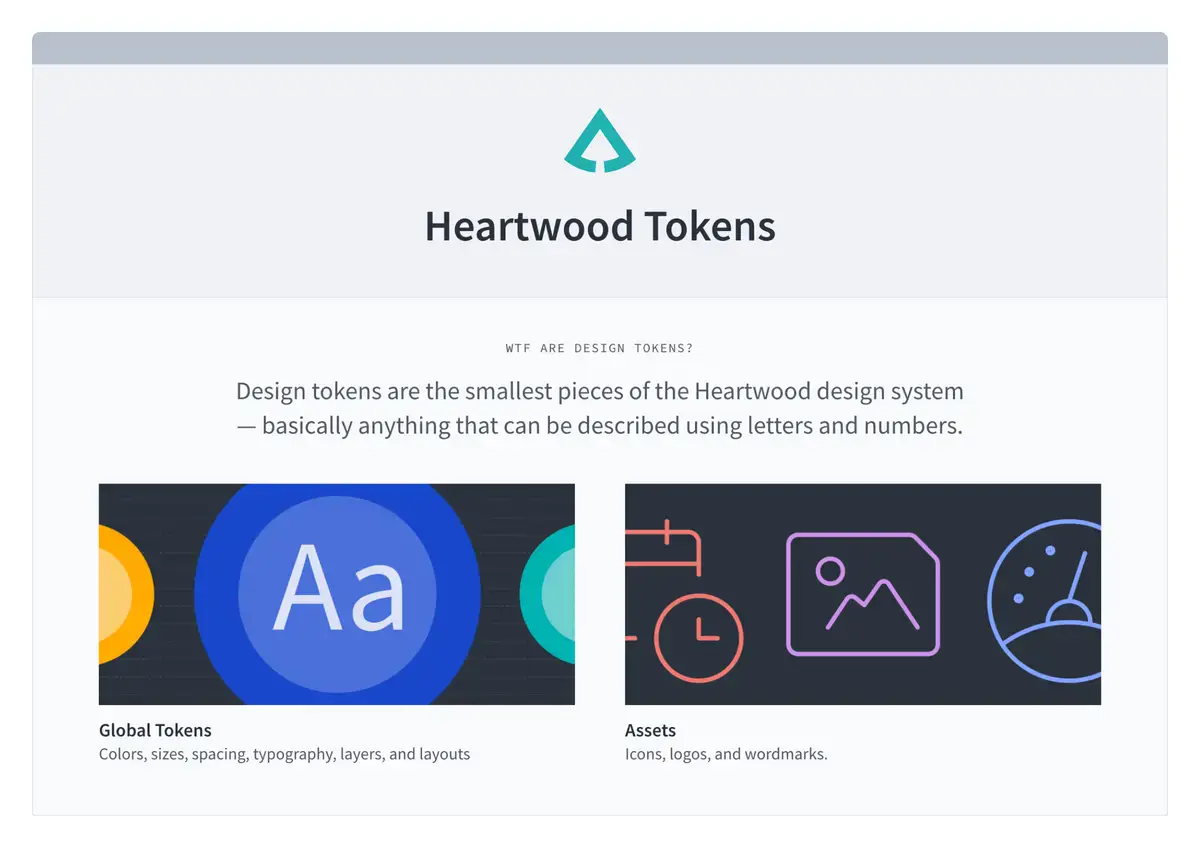 Heartwood Tokens
WTF ARE DESIGN TOKENS?
Design tokens are the smallest pieces of the Heartwood design system
— basically anything that can be described using letters and numbers.
Aa
Global Tokens
Colors, sizes, spacing, typography, layers, and layouts
Assets
Icons, logos, and wordmarks.